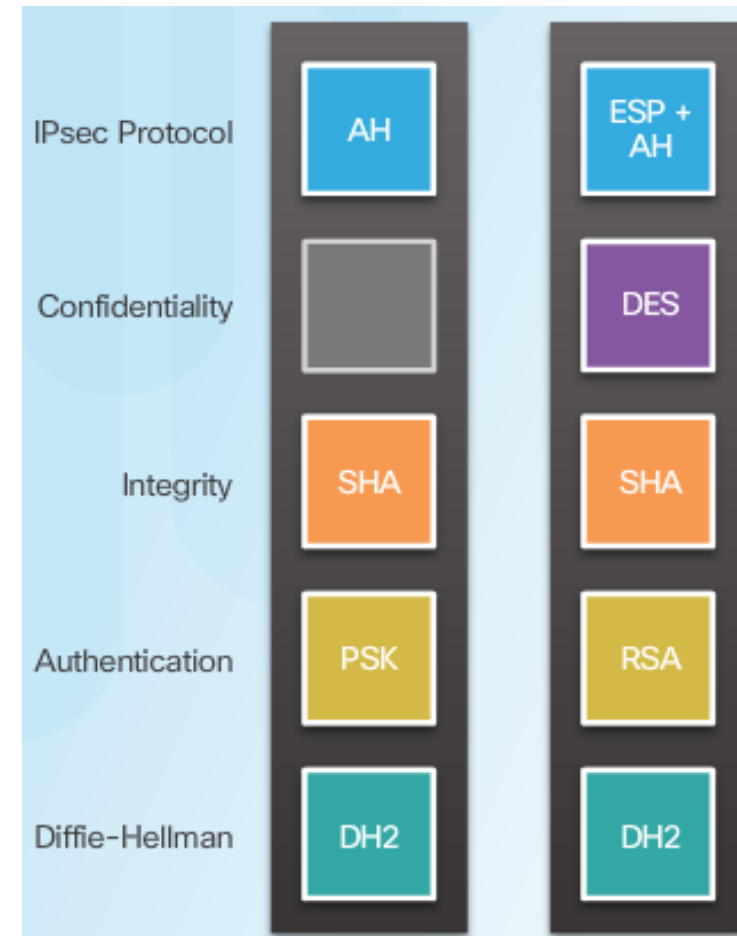 IPsec Protocol
AH
ESP +
AH
Confidentiality
DES
Integrity
SHA
SHA
Authentication
PSK
RSA
Diffie-Hellman
DH2
DH2